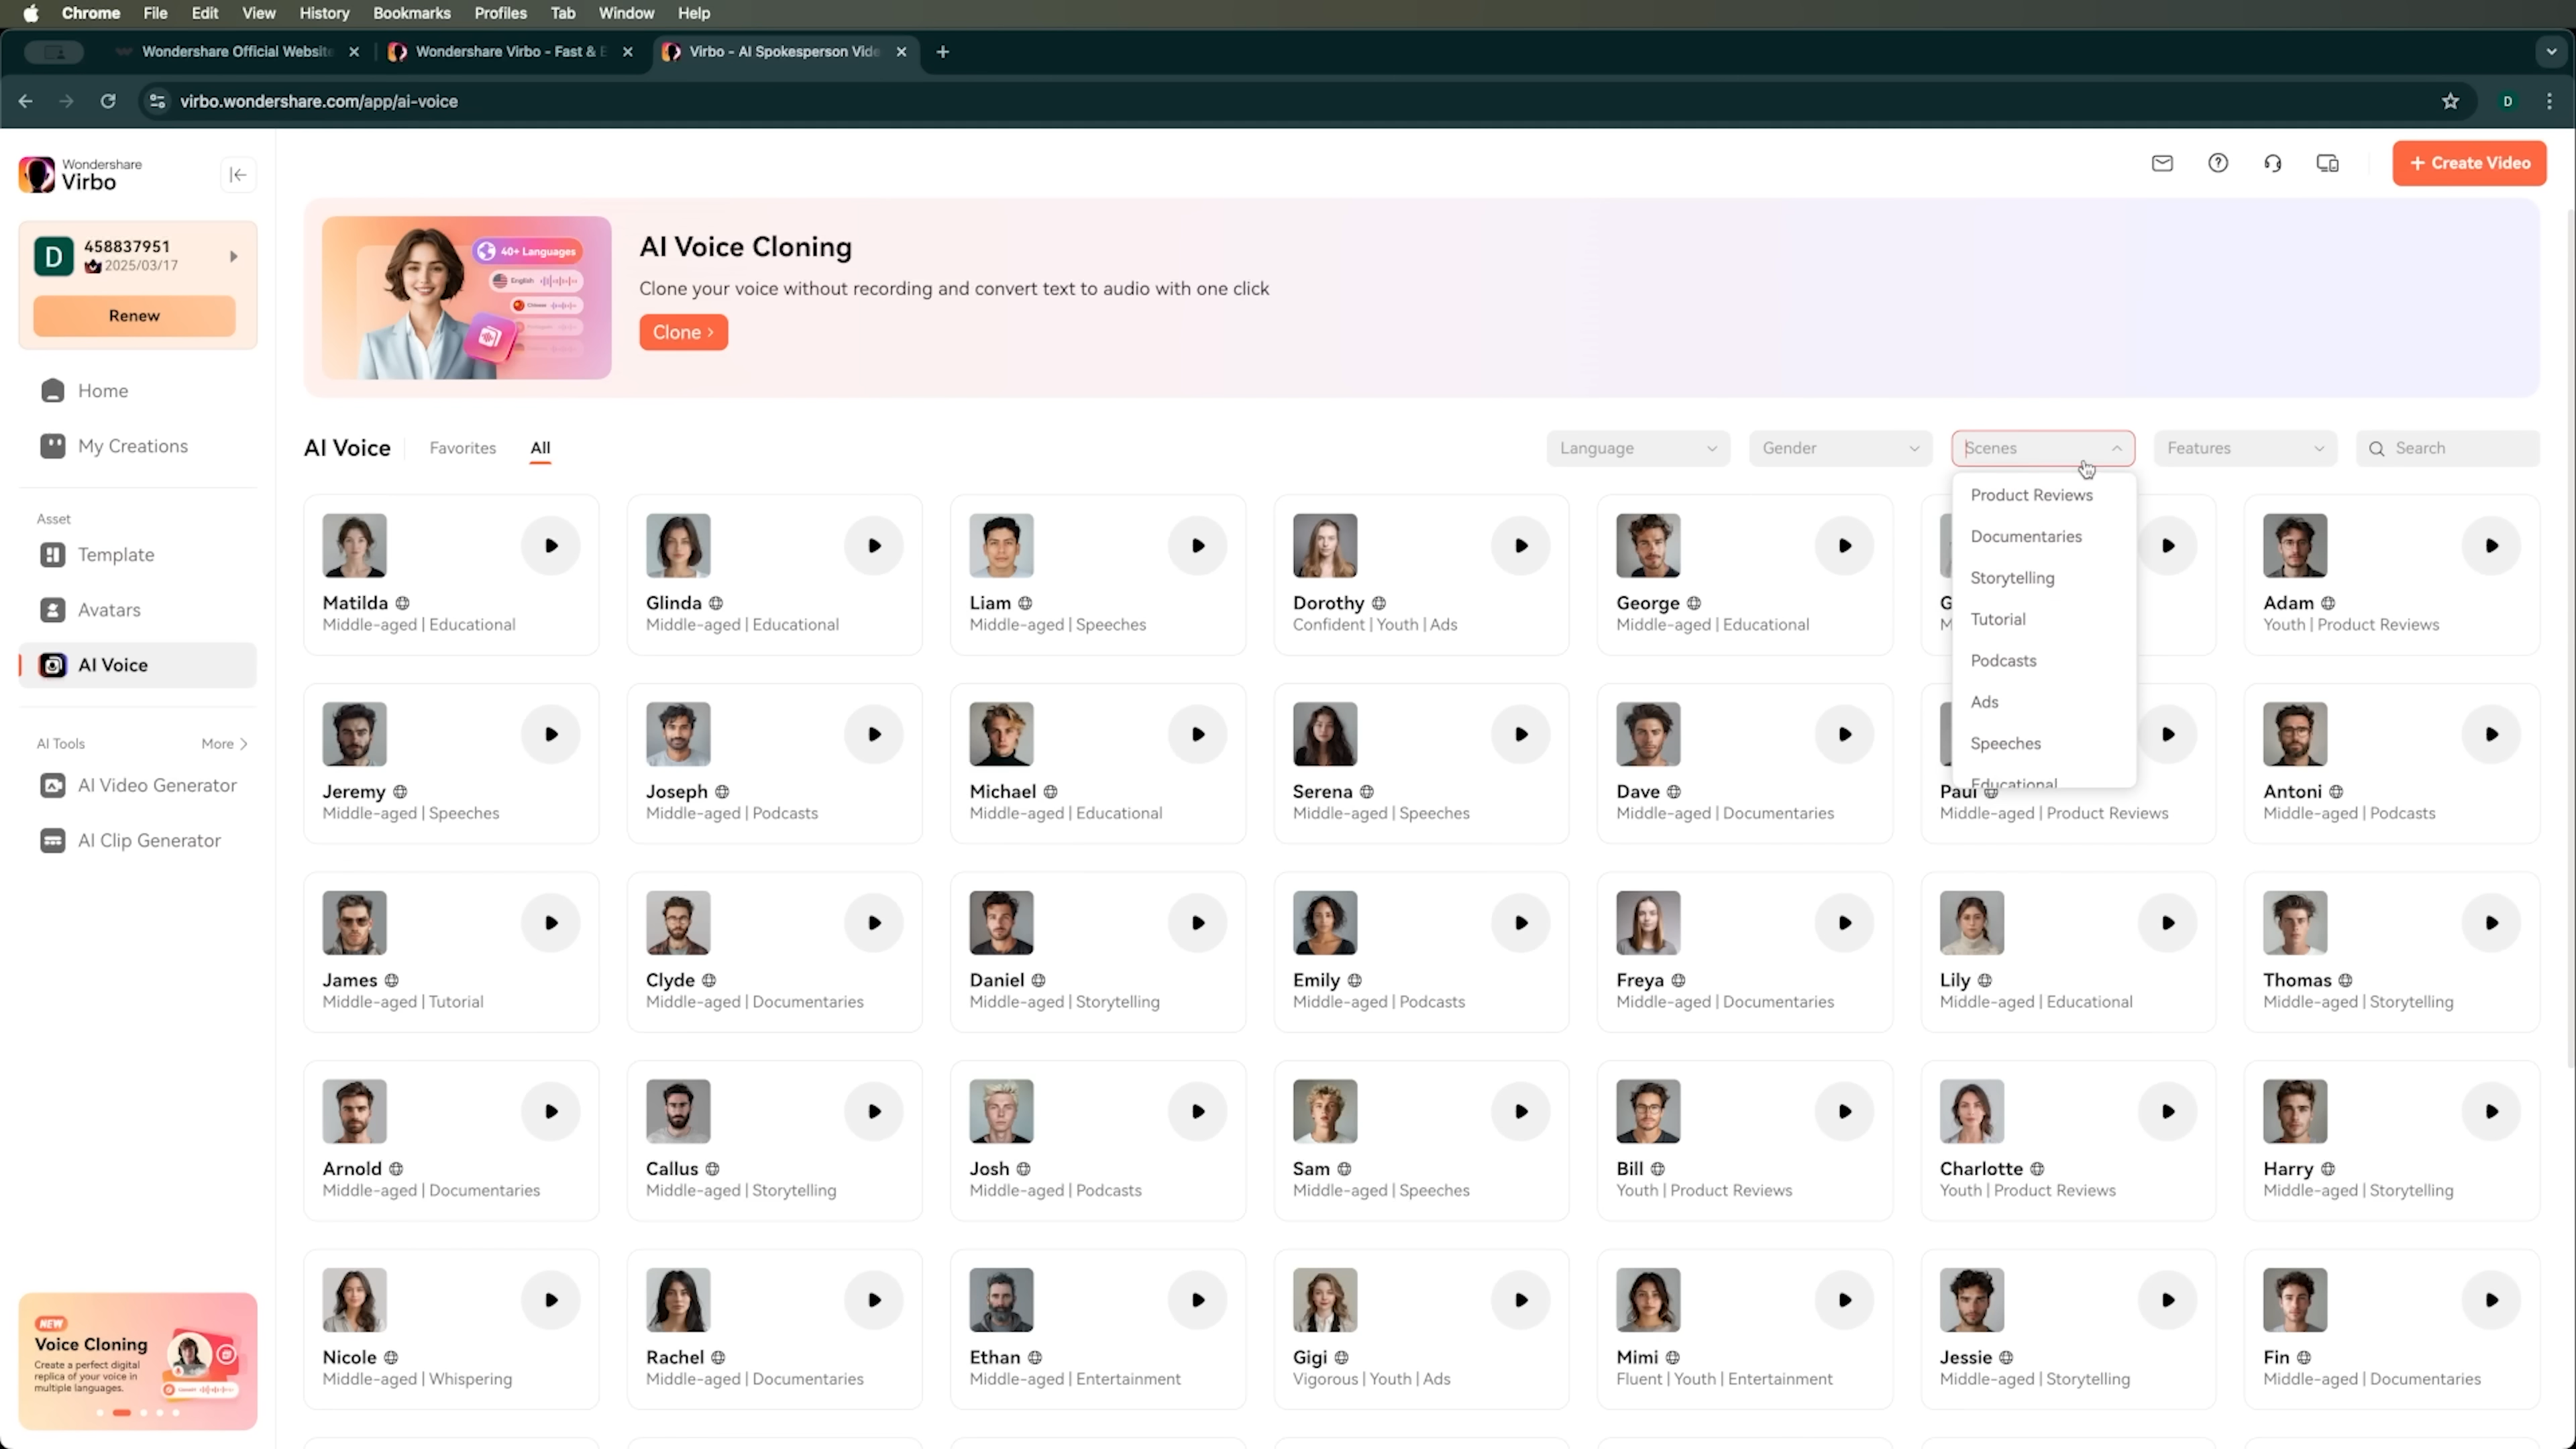 Chrome File Edit View History Bookmarks Profiles Tab Window Help
Wondershare Official Website
Wondershare Virbo - Fast & E
Virbo - AI Spokesperson Vide
virbo.wondershare.com/app/ai-voice
D
Wondershare
Virbo
D
458837951
2025/03/17
Renew
Home
My Creations
Asset
Template
Avatars
AI Voice
AI Tools
More
AI Video Generator
AI Clip Generator
NEW
Voice Cloning
Create a perfect digital
replica of your voice in
multiple languages.
+ Create Video
40+ Languages
English
Chinese
AI Voice Cloning
Clone your voice without recording and convert text to audio with one click
Clone >
AI Voice Favorites All
Language
Gender
Scenes
Features
Search
Product Reviews
Documentaries
Storytelling
Tutorial
Podcasts
Ads
Speeches
Educational
Matilda
Middle-aged | Educational
Glinda
Middle-aged | Educational
Liam
Middle-aged | Speeches
Dorothy
Confident | Youth | Ads
George
Middle-aged | Educational
G
M
Adam
Youth | Product Reviews
Jeremy
Middle-aged | Speeches
Joseph
Middle-aged | Podcasts
Michael
Middle-aged | Educational
Serena
Middle-aged | Speeches
Dave
Middle-aged | Documentaries
Paul
Middle-aged | Product Reviews
Antoni
Middle-aged | Podcasts
James
Middle-aged | Tutorial
Clyde
Middle-aged | Documentaries
Daniel
Middle-aged | Storytelling
Emily
Middle-aged | Podcasts
Freya
Middle-aged | Documentaries
Lily
Middle-aged | Educational
Thomas
Middle-aged | Storytelling
Arnold
Middle-aged | Documentaries
Callus
Middle-aged | Storytelling
Josh
Middle-aged | Podcasts
Sam
Middle-aged | Speeches
Bill
Youth | Product Reviews
Charlotte
Youth | Product Reviews
Harry
Middle-aged | Storytelling
Nicole
Middle-aged | Whispering
Rachel
Middle-aged | Documentaries
Ethan
Middle-aged | Entertainment
Gigi
Vigorous | Youth | Ads
Mimi
Fluent | Youth | Entertainment
Jessie
Middle-aged | Storytelling
Fin
Middle-aged | Documentaries